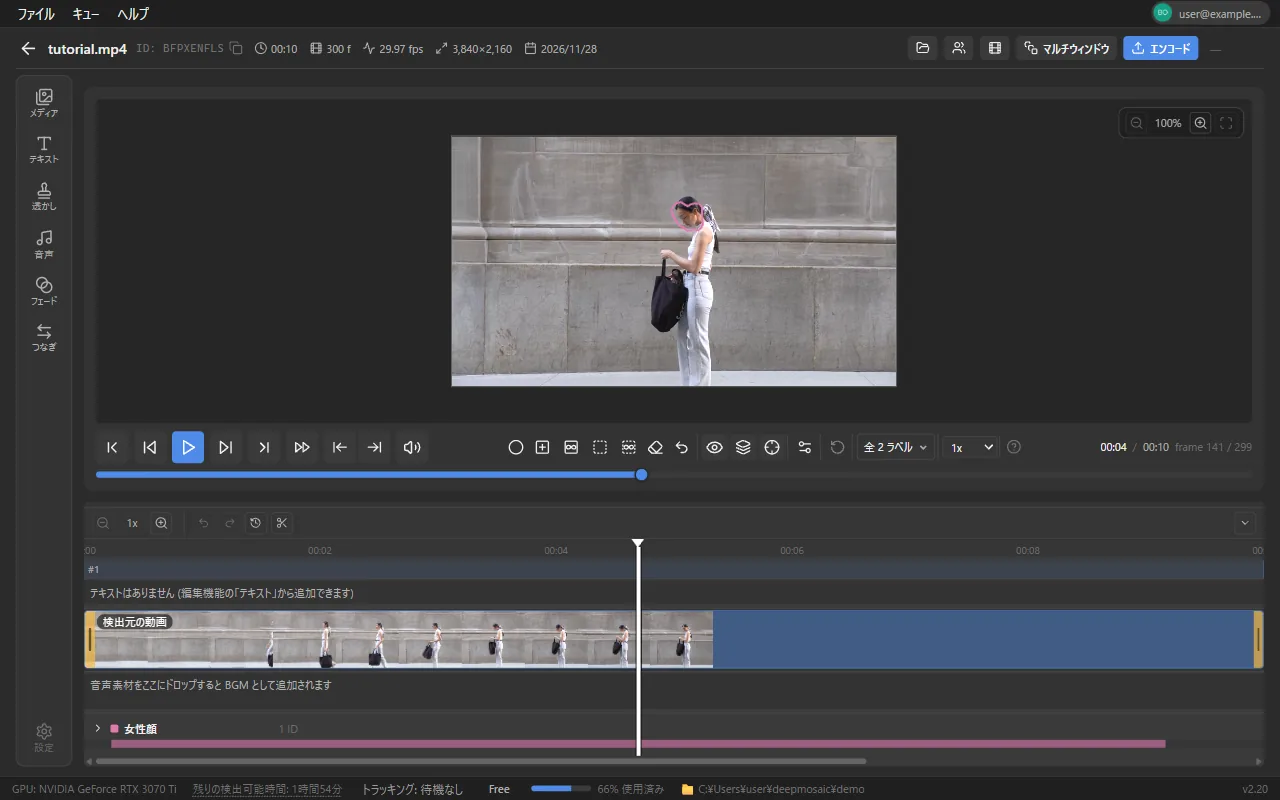 ファイル キュー ヘルプ
BO user@example....
tutorial.mp4 ID: BFPXENFLS 00:10 300 f 29.97 fps 3,840×2,160 2026/11/28
マルチウィンドウ エンコード
メディア
テキスト
透かし
音声
フェード
つなぎ
設定
100%
全 2 ラベル 1x
00:04 / 00:10 frame 141 / 299
1x
:00 00:02 00:04 00:06 00:08 00
#1
テキストはありません (編集機能の「テキスト」から追加できます)
検出元の動画
音声素材をここにドロップすると BGM として追加されます
女性顔 1 ID
GPU: NVIDIA GeForce RTX 3070 Ti 残りの検出可能時間: 1時間54分 トラッキング: 待機なし Free 66% 使用済み C:¥Users¥user¥deepmosaic¥demo v2.20